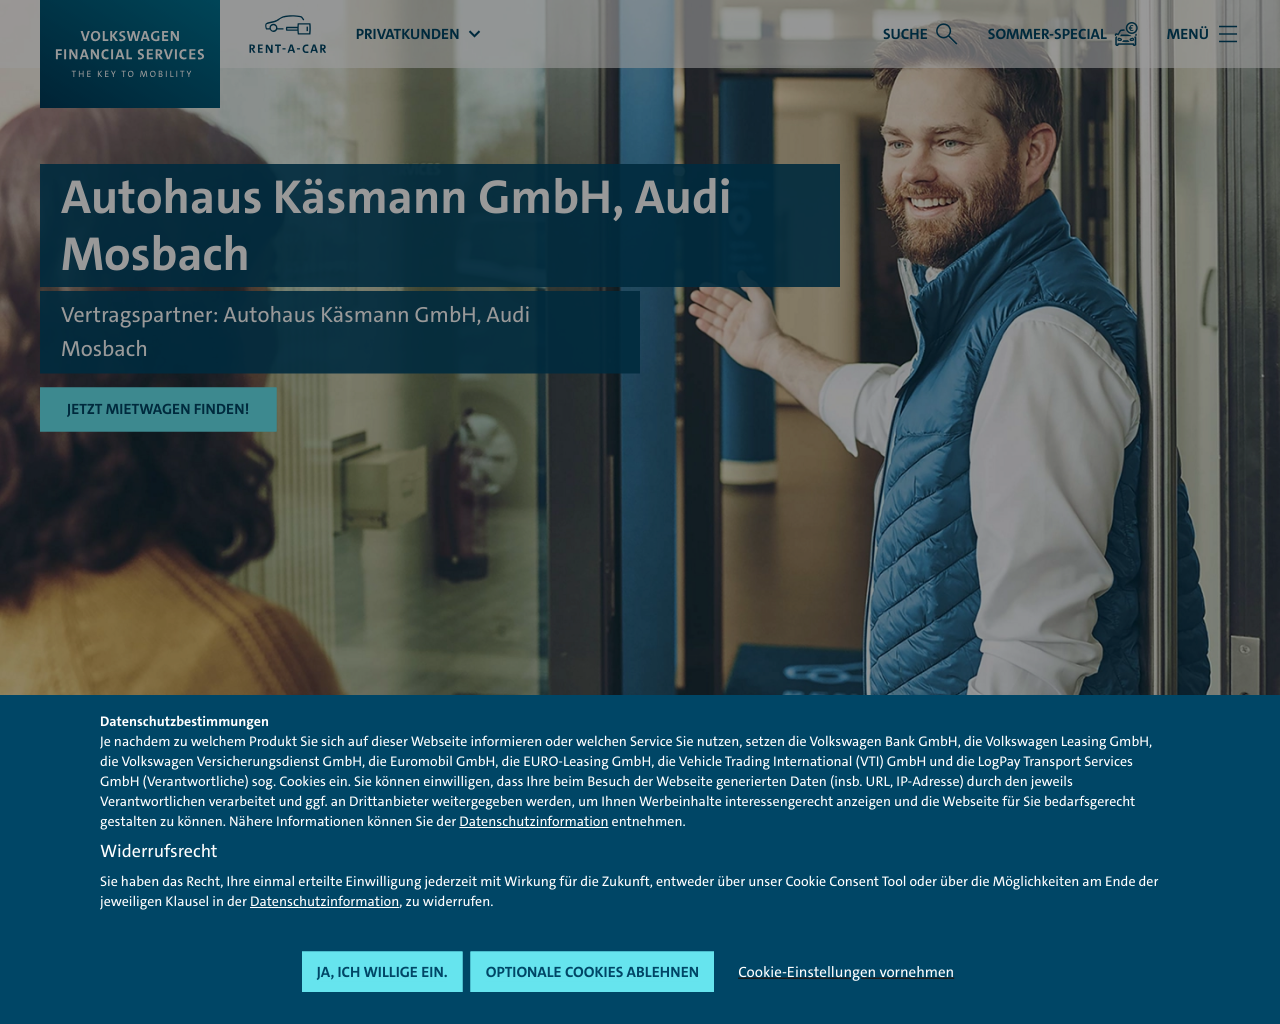 VOLKSWAGEN
FINANCIAL SERVICES
THE KEY TO MOBILITY
RENT-A-CAR
PRIVATKUNDEN
SUCHE
SOMMER-SPECIAL
MENÜ
Autohaus Käsmann GmbH, Audi
Mosbach
Vertragspartner: Autohaus Käsmann GmbH, Audi
Mosbach
JETZT MIETWAGEN FINDEN!
Datenschutzbestimmungen
Je nachdem zu welchem Produkt Sie sich auf dieser Webseite informieren oder welchen Service Sie nutzen, setzen die Volkswagen Bank GmbH, die Volkswagen Leasing GmbH,
die Volkswagen Versicherungsdienst GmbH, die Euromobil GmbH, die EURO-Leasing GmbH, die Vehicle Trading International (VTI) GmbH und die LogPay Transport Services
GmbH (Verantwortliche) sog. Cookies ein. Sie können einwilligen, dass Ihre beim Besuch der Webseite generierten Daten (insb. URL, IP-Adresse) durch den jeweils
Verantwortlichen verarbeitet und ggf. an Drittanbieter weitergegeben werden, um Ihnen Werbeinhalte interessengerecht anzeigen und die Webseite für Sie bedarfsgerecht
gestalten zu können. Nähere Informationen können Sie der Datenschutzinformation entnehmen.
Widerrufsrecht
Sie haben das Recht, Ihre einmal erteilte Einwilligung jederzeit mit Wirkung für die Zukunft, entweder über unser Cookie Consent Tool oder über die Möglichkeiten am Ende der
jeweiligen Klausel in der Datenschutzinformation, zu widerrufen.
JA, ICH WILLIGE EIN.
OPTIONALE COOKIES ABLEHNEN
Cookie-Einstellungen vornehmen